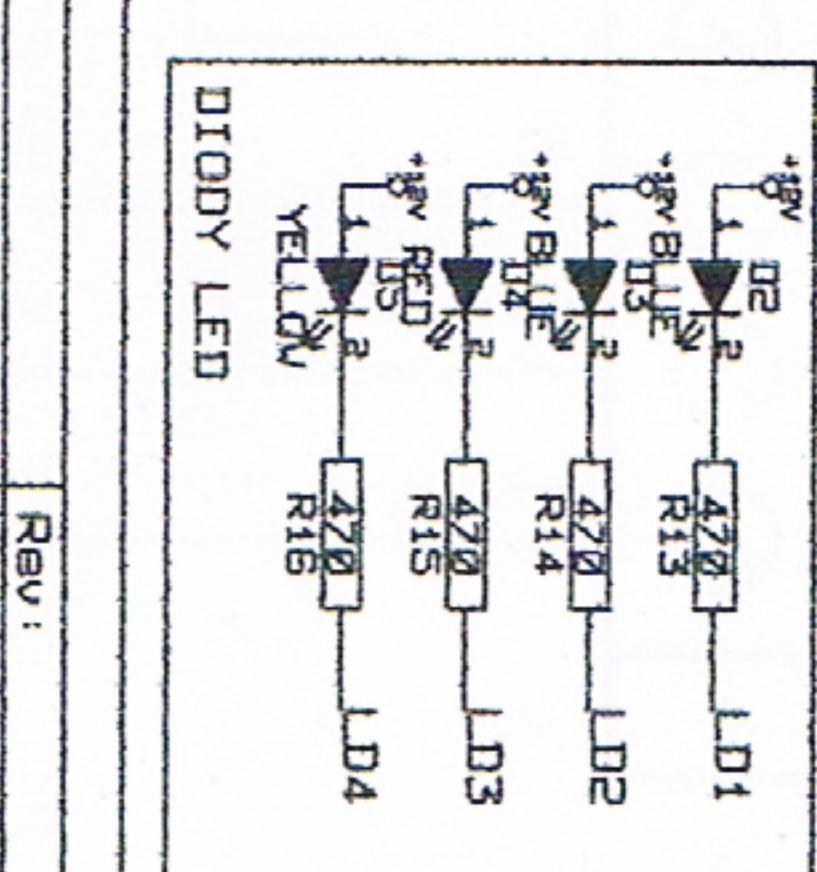 +12V
D2
1 2 470 LD1
BLUE R13
+12V
D3
1 2 470 LD2
BLUE R14
+12V
D4
1 2 470 LD3
RED R15
+12V
D5
1 2 470 LD4
YELLOW R16
DIODY LED
Rev: